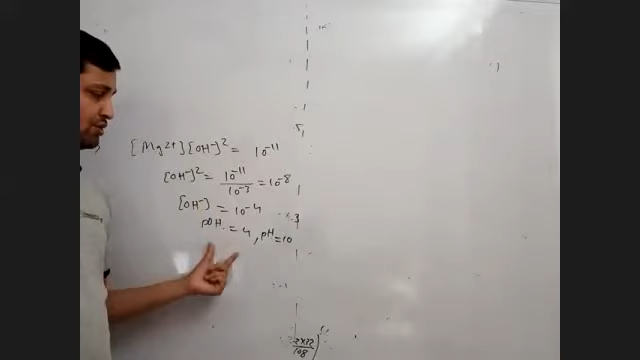 [Mg2+][OH-]² = 10-11
[OH-]² = 10-11 / 10-3 = 10-8
[OH-] = 10-4
pOH = 4, pH = 10
108